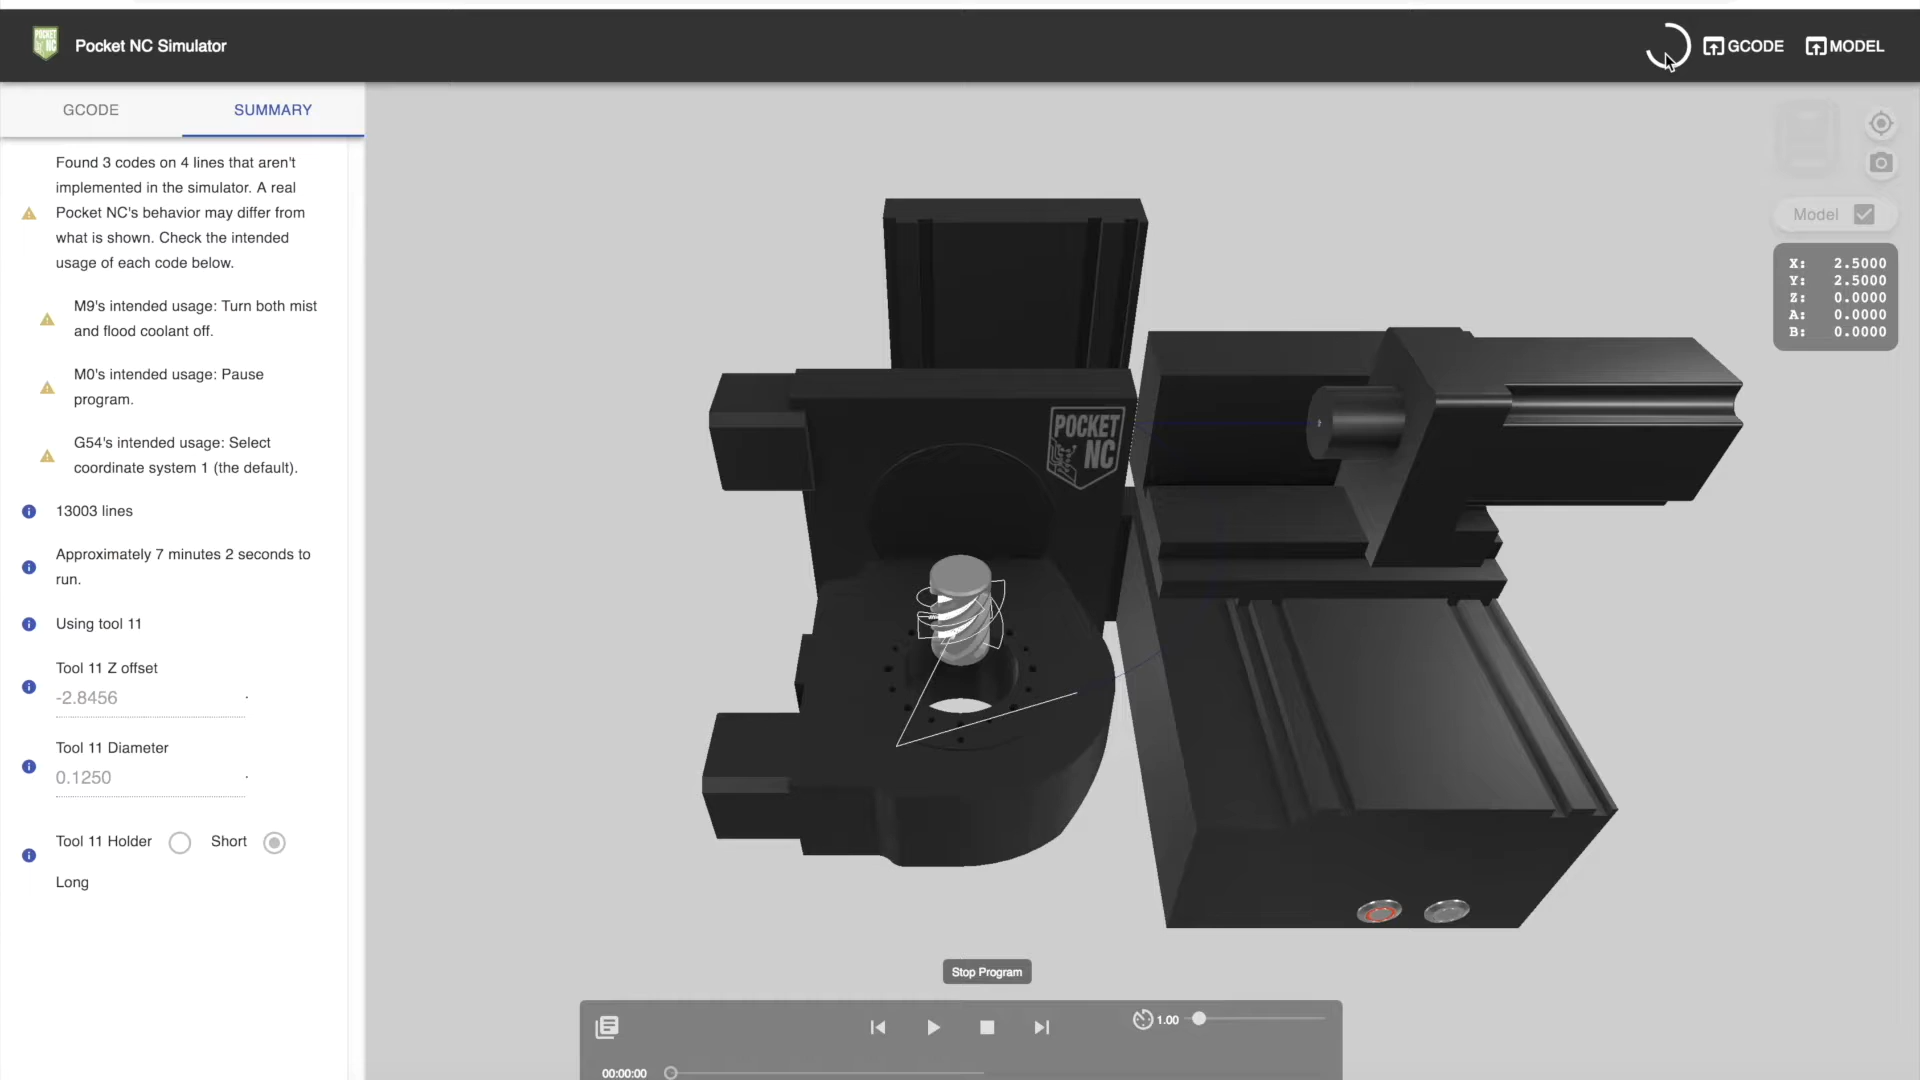 Pocket NC Simulator
GCODE
MODEL
GCODE
SUMMARY
Found 3 codes on 4 lines that aren't
implemented in the simulator. A real
Pocket NC's behavior may differ from
what is shown. Check the intended
usage of each code below.
M9's intended usage: Turn both mist
and flood coolant off.
M0's intended usage: Pause
program.
G54's intended usage: Select
coordinate system 1 (the default).
13003 lines
Approximately 7 minutes 2 seconds to
run.
Using tool 11
Tool 11 Z offset
-2.8456
Tool 11 Diameter
0.1250
Tool 11 Holder
Short
Long
Model
X: 2.5000
Y: 2.5000
Z: 0.0000
A: 0.0000
B: 0.0000
POCKET
NC
Stop Program
1.00
00:00:00